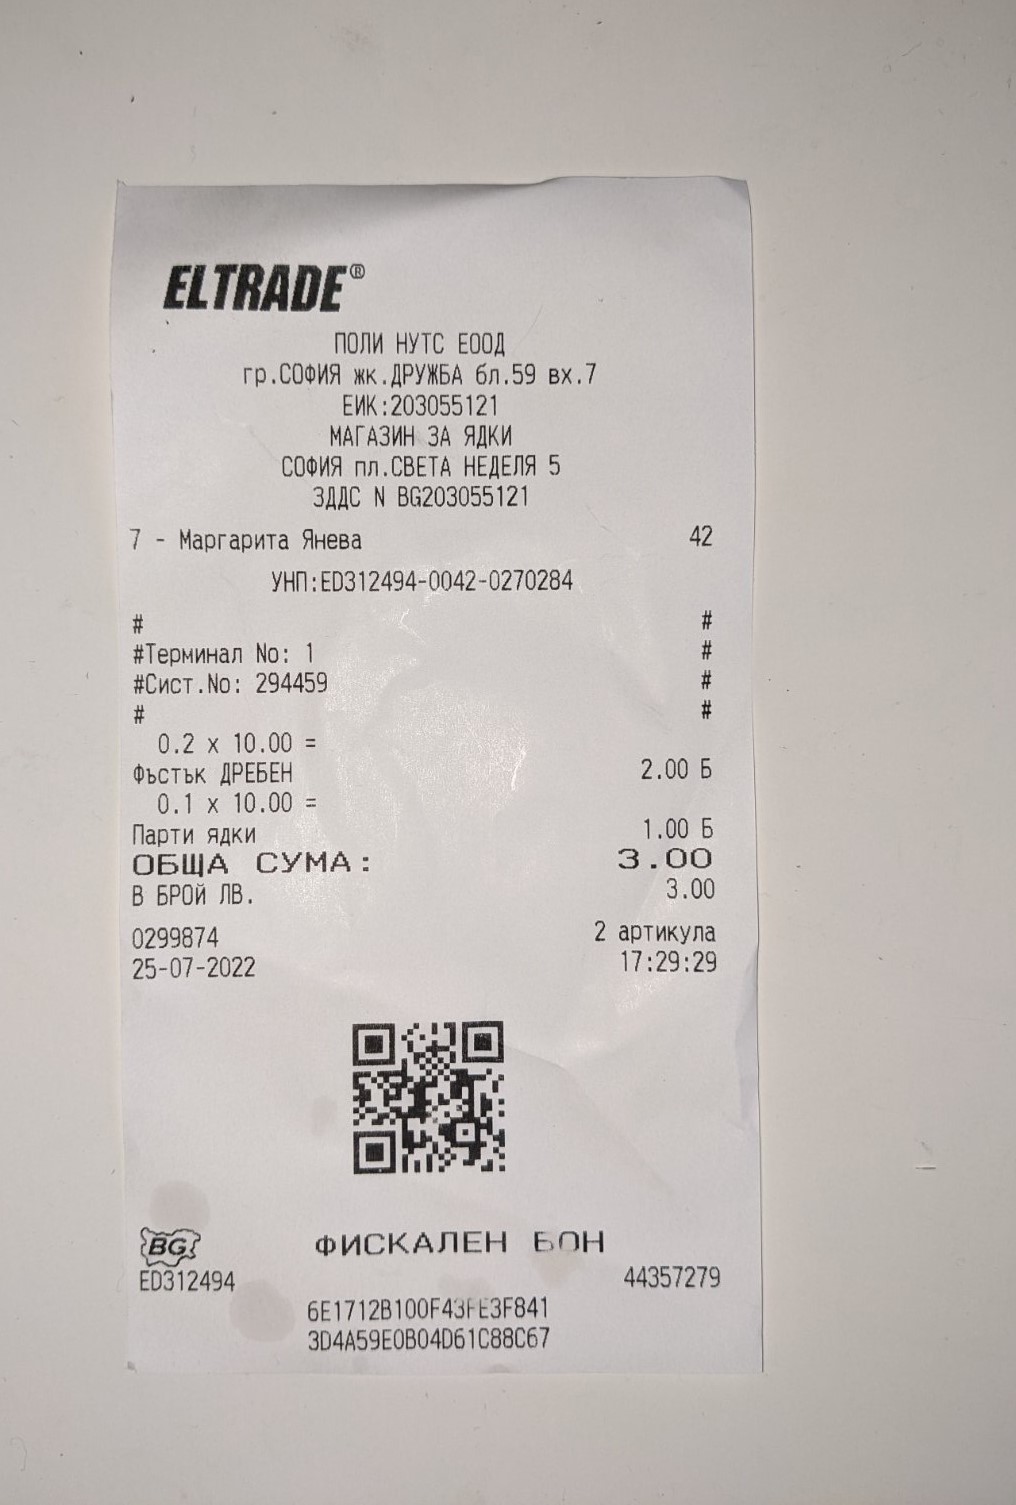 ELTRADE®
ПОЛИ НУТС ЕООД
гр.СОФИЯ жк.ДРУЖБА бл.59 вх.7
ЕИК:203055121
МАГАЗИН ЗА ЯДКИ
СОФИЯ пл.СВЕТА НЕДЕЛЯ 5
ЗДДС N BG203055121
7 - Маргарита Янева 42
УНП:ED312494-0042-0270284
# #
#Терминал No: 1 #
#Сист.No: 294459 #
# #
0.2 x 10.00 =
Фъстък ДРЕБЕН 2.00 Б
0.1 x 10.00 =
Парти ядки 1.00 Б
ОБЩА СУМА: 3.00
В БРОЙ ЛВ. 3.00
0299874 2 артикула
25-07-2022 17:29:29
BG ФИСКАЛЕН БОН
ED312494 44357279
6E1712B100F43FE3F841
3D4A59E0B04D61C88C67